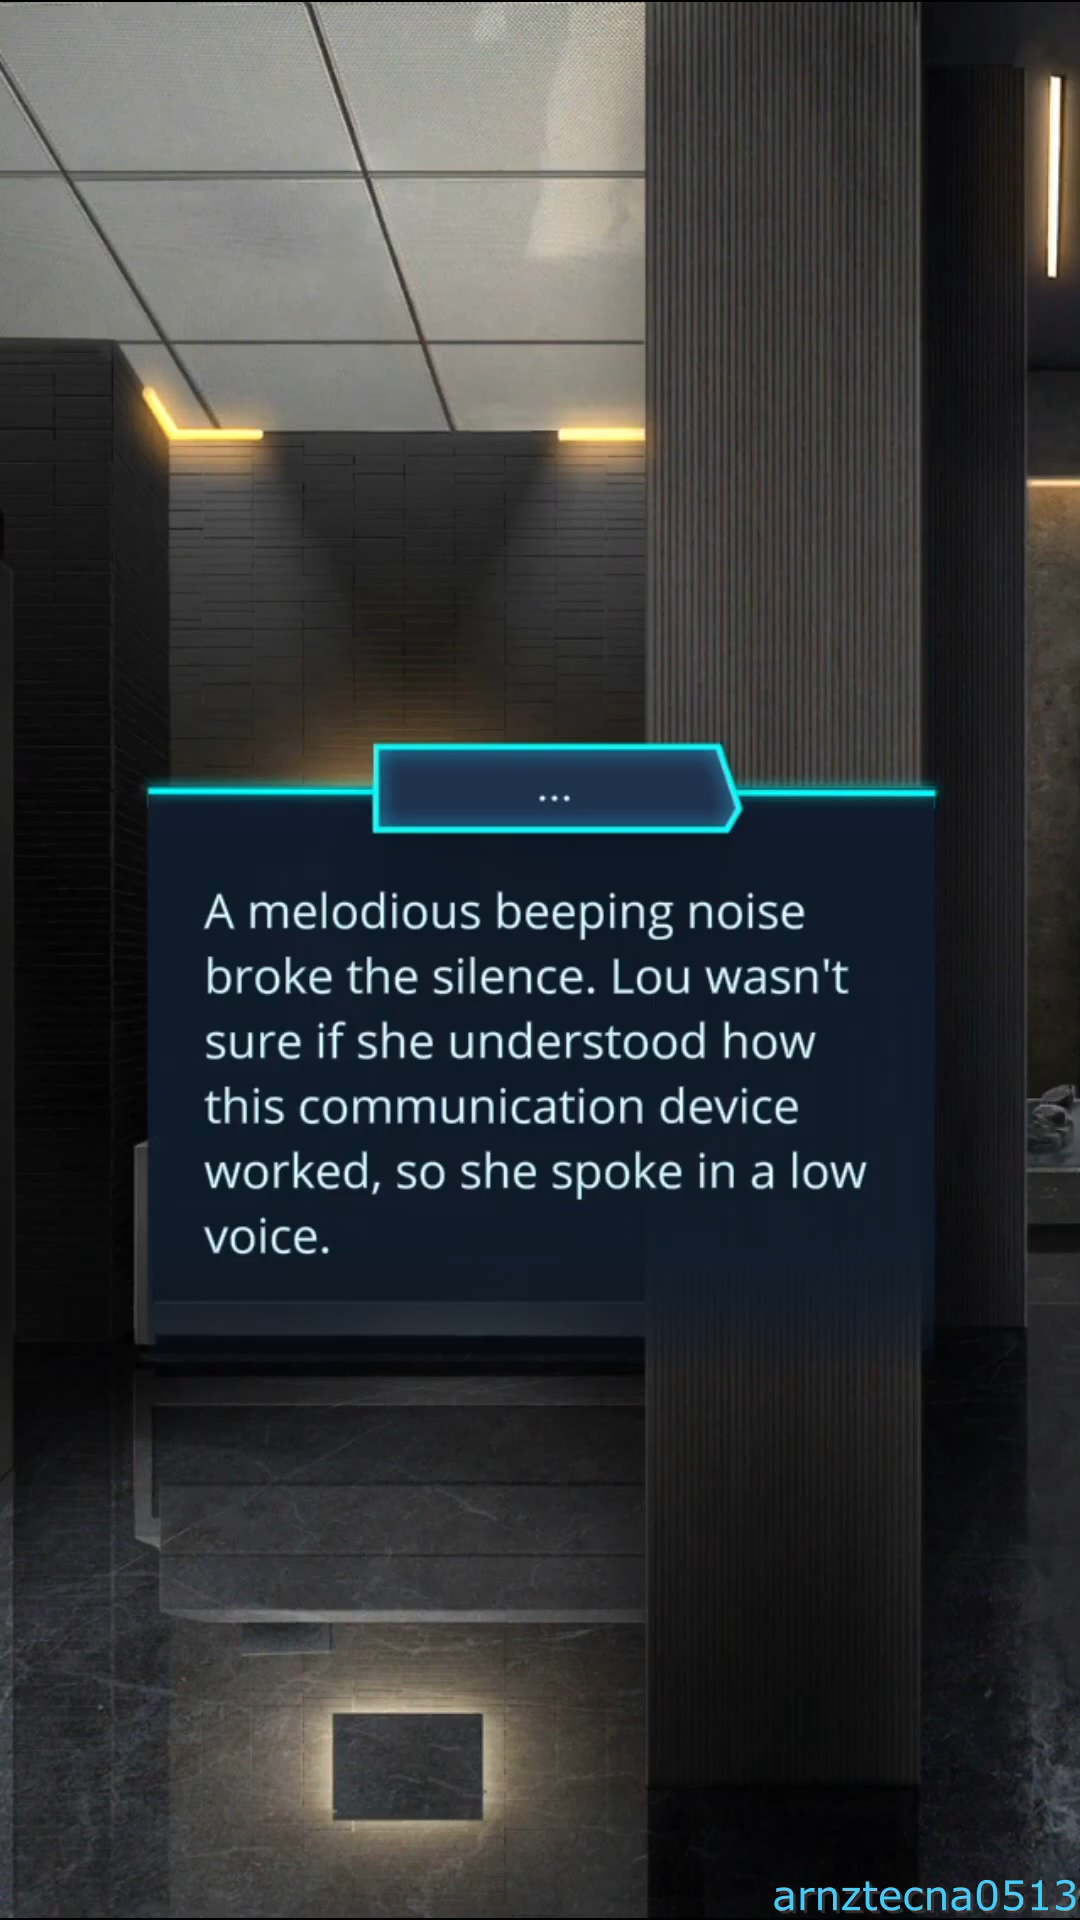 ...
A melodious beeping noise
broke the silence. Lou wasn't
sure if she understood how
this communication device
worked, so she spoke in a low
voice.
arnztecna0513